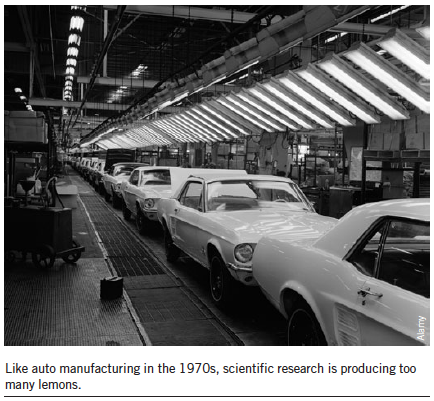 Alamy
Like auto manufacturing in the 1970s, scientific research is producing too
many lemons.